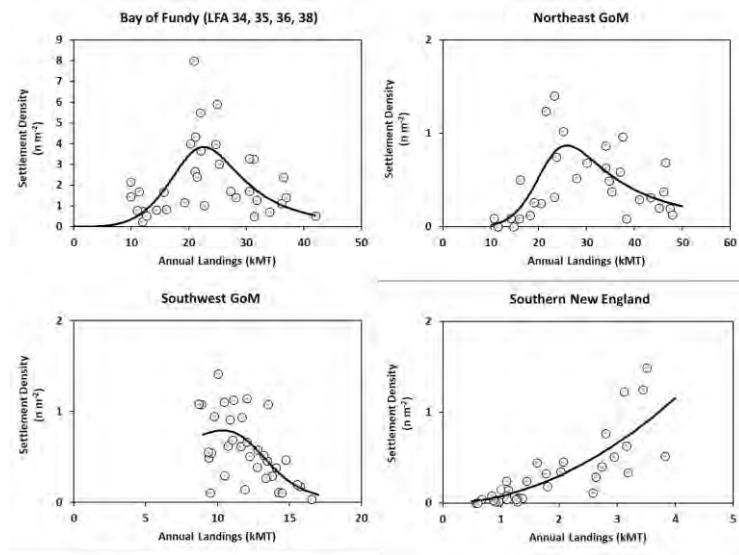 Bay of Fundy (LFA 34, 35, 36, 38)
9
8
7
6
5
4
3
2
1
0
Settlement Density
(n m⁻²)
0 10 20 30 40 50
Annual Landings (kMT)
Northeast GoM
2
1
0
Settlement Density
(n m⁻²)
0 10 20 30 40 50 60
Annual Landings (kMT)
Southwest GoM
2
1
0
Settlement Density
(n m⁻²)
0 5 10 15 20
Annual Landings (kMT)
Southern New England
2
1
0
Settlement Density
(n m⁻²)
0 1 2 3 4 5
Annual Landings (kMT)